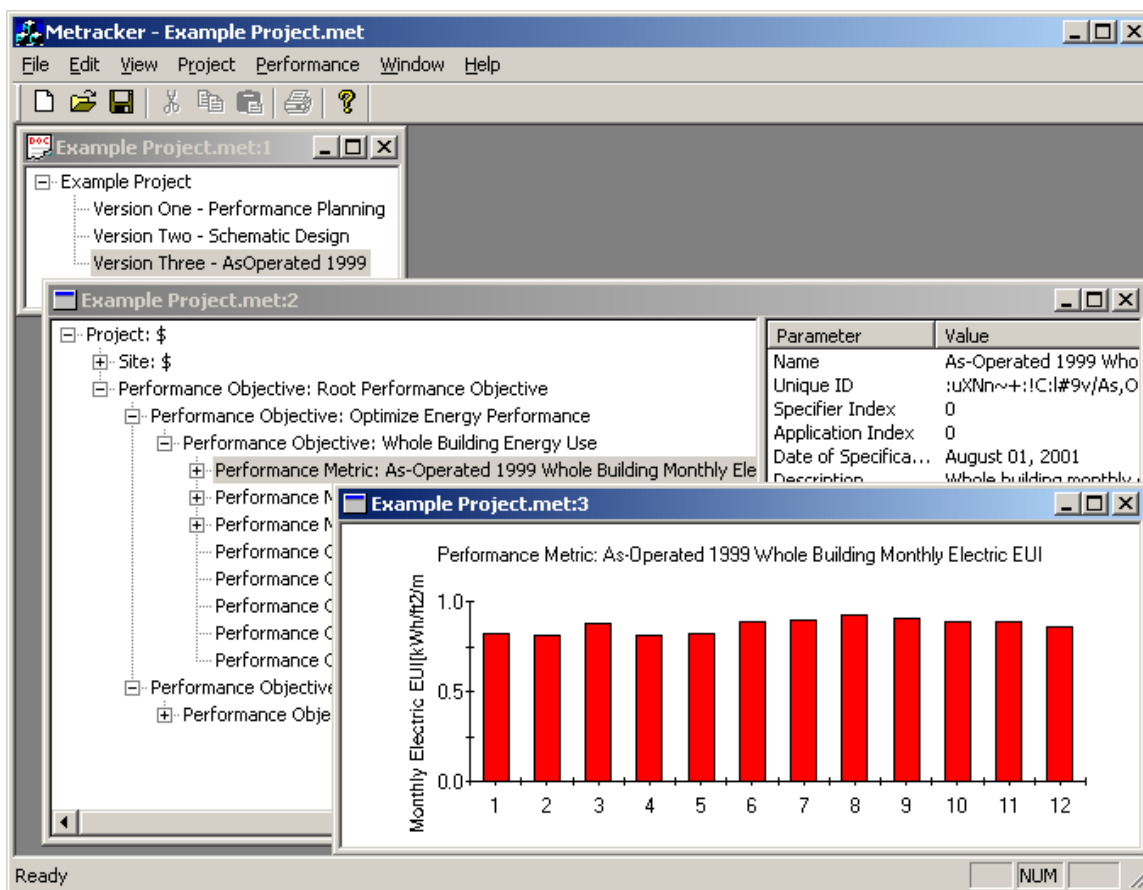 Metracker - Example Project.met
File Edit View Project Performance Window Help
DOC
Example Project.met:1
Example Project
Version One - Performance Planning
Version Two - Schematic Design
Version Three - AsOperated 1999
Example Project.met:2
Project: $
Site: $
Performance Objective: Root Performance Objective
Performance Objective: Optimize Energy Performance
Performance Objective: Whole Building Energy Use
Performance Metric: As-Operated 1999 Whole Building Monthly Ele
Performance M
Performance M
Performance O
Performance O
Performance O
Performance O
Performance O
Performance Objective
Performance Obje
Parameter Value
Name As-Operated 1999 Who
Unique ID :uXNn~+:!C:l#9v/As,O
Specifier Index 0
Application Index 0
Date of Specifica... August 01, 2001
Description Whole building monthly
Example Project.met:3
Performance Metric: As-Operated 1999 Whole Building Monthly Electric EUI
Monthly Electric EUI[kWh/ft2/m
1.0
0.5
0.0
1 2 3 4 5 6 7 8 9 10 11 12
Ready NUM